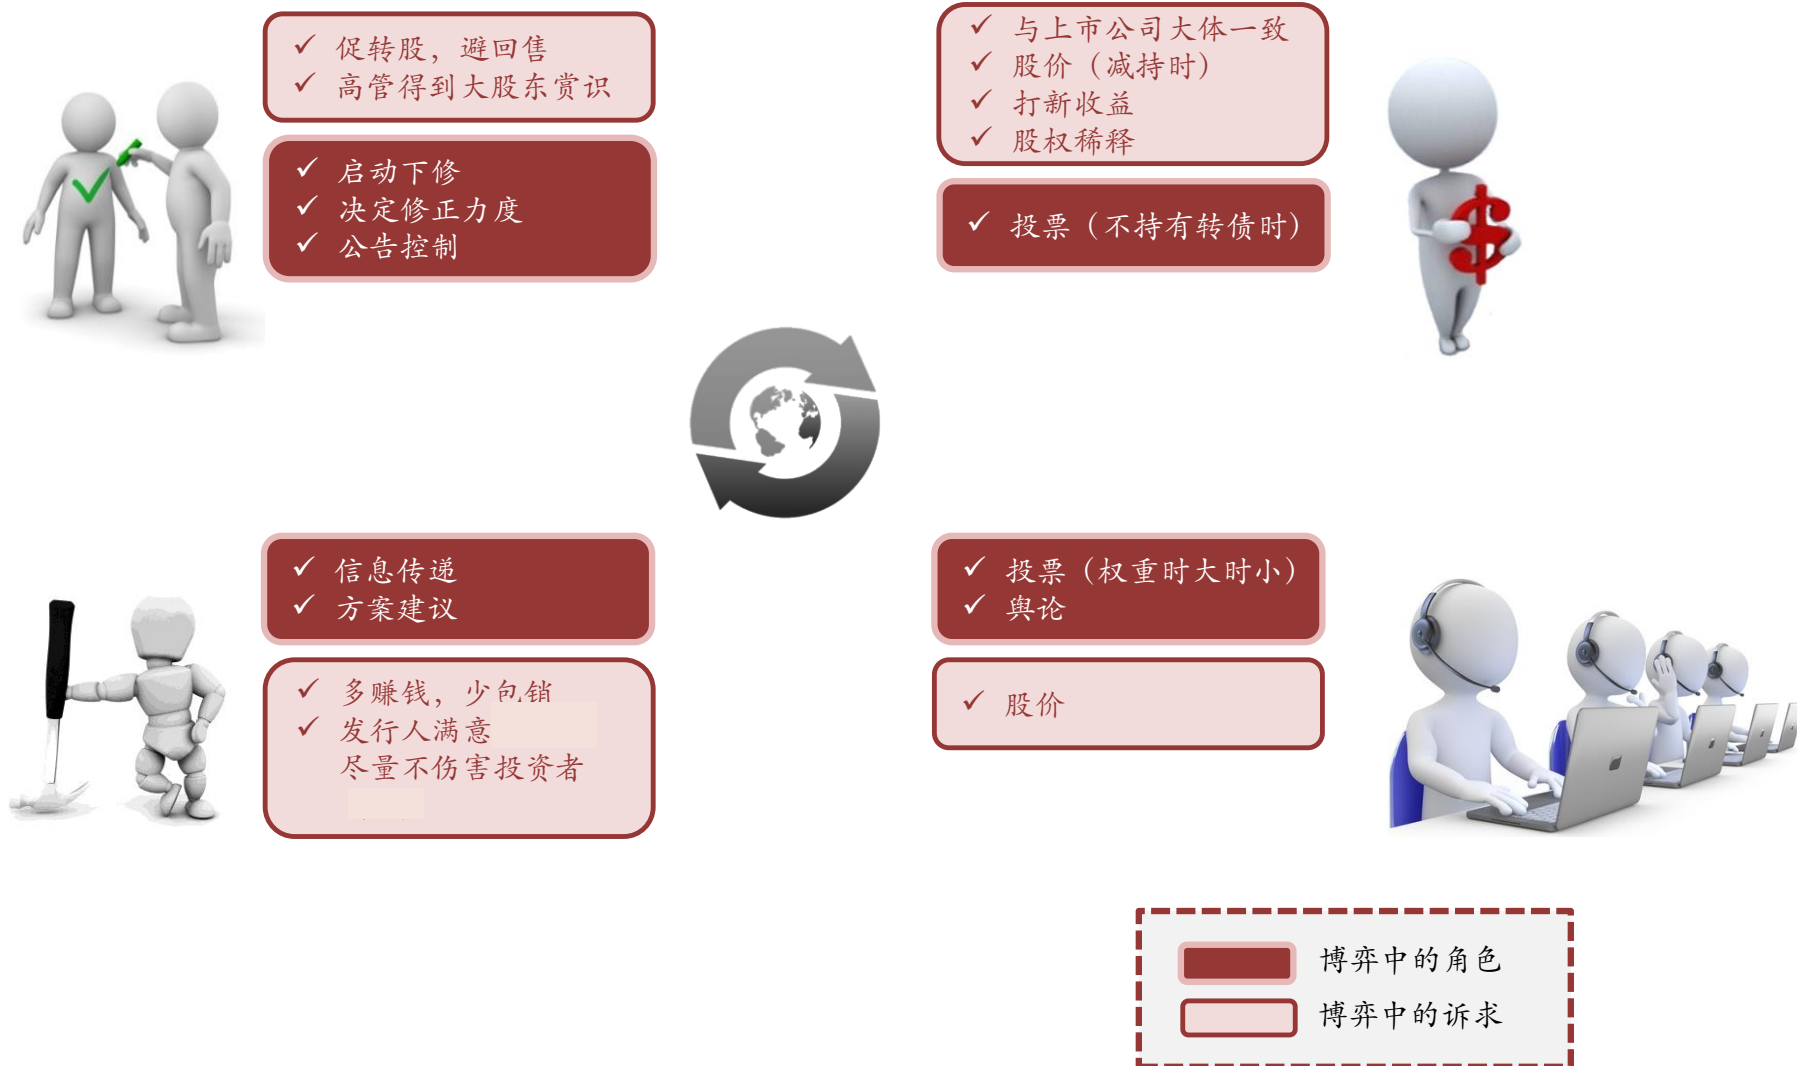 促转股，避回售
高管得到大股东赏识
启动下修
决定修正力度
公告控制
与上市公司大体一致
股价（减持时）
打新收益
股权稀释
投票（不持有转债时）
信息传递
方案建议
多赚钱，少包销
发行人满意
尽量不伤害投资者
投票（权重时大时小）
舆论
股价
博弈中的角色
博弈中的诉求